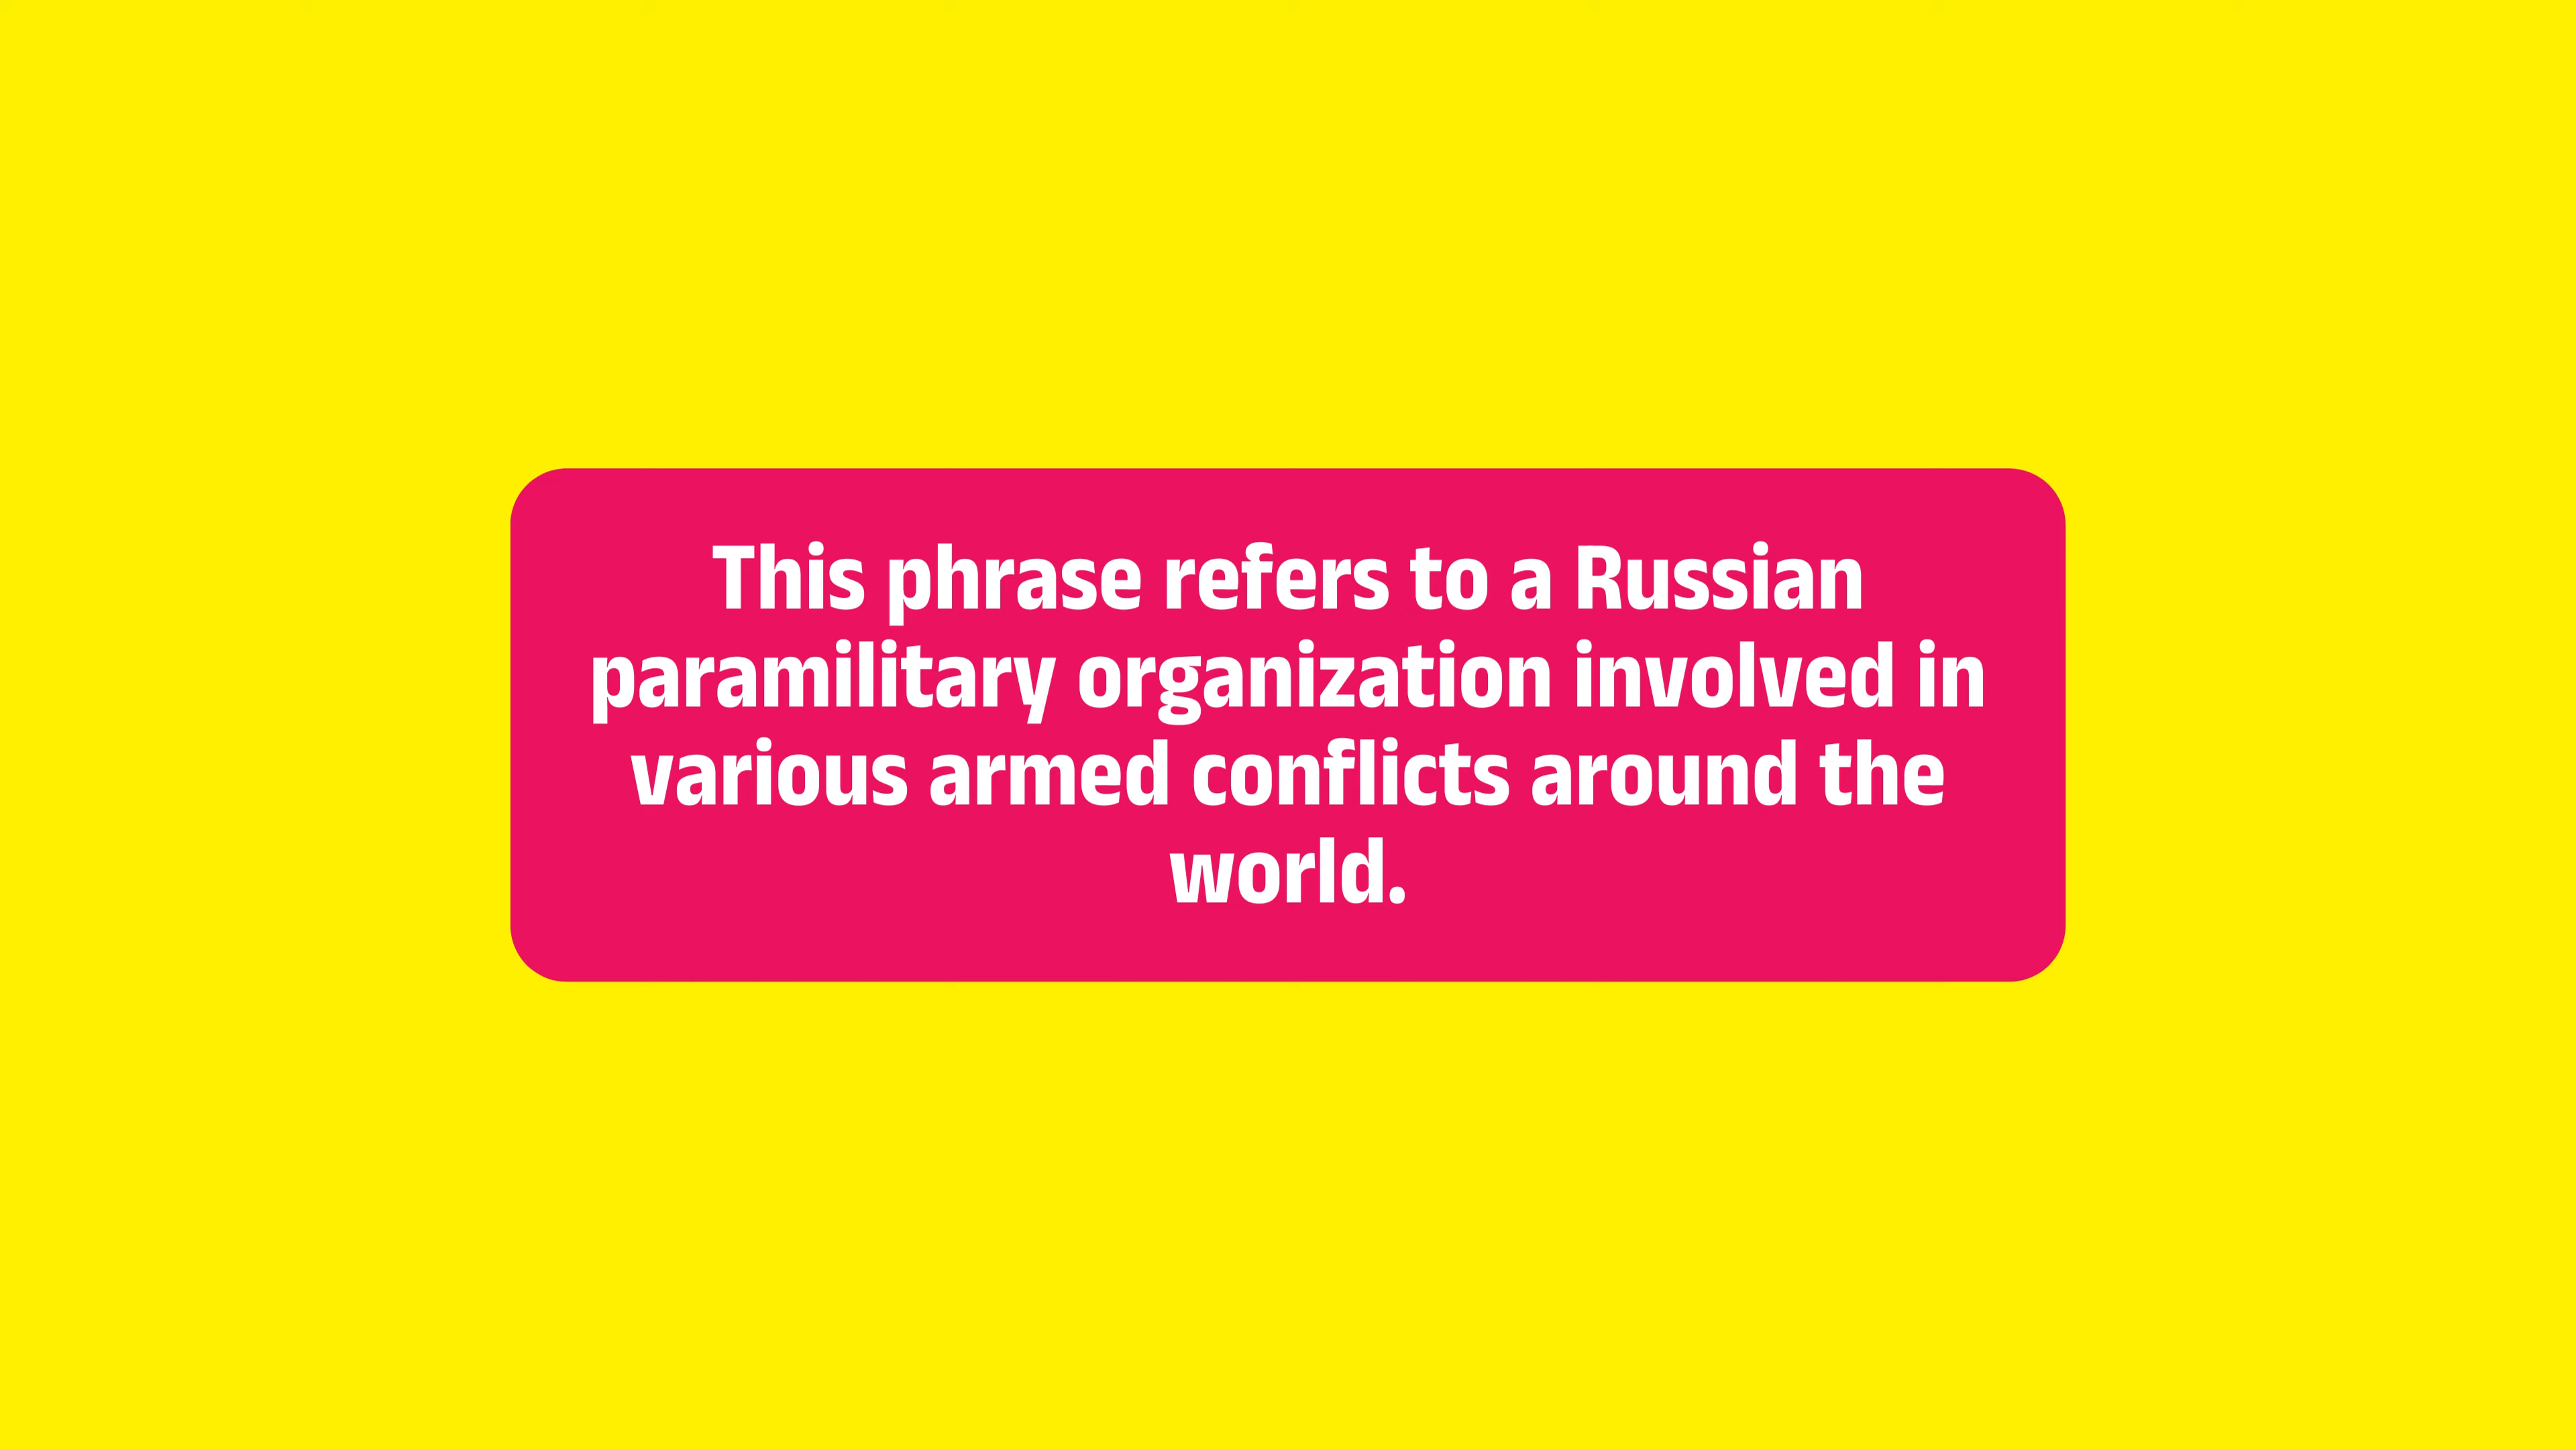 This phrase refers to a Russian
paramilitary organization involved in
various armed conflicts around the
world.